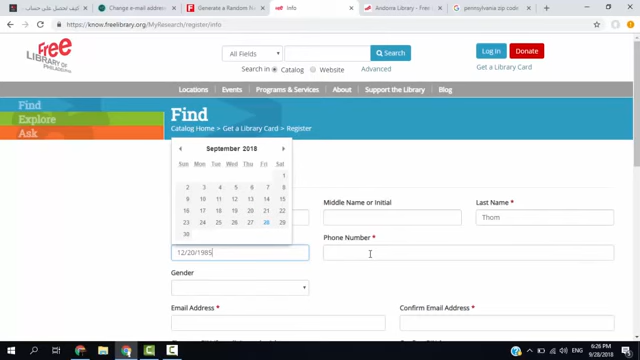 كيف تحتيل على حساب
Change e-mail addre
Generate a Random N
Info
Andorra Library - Free
pennsylvania zip code
https://know.freelibrary.org/MyResearch/register/info
Free
LIBRARY OF
PHILADELPHIA
All Fields
Search
Log In
Donate
Search in
Catalog
Website
Advanced
Get a Library Card
Locations
Events
Programs & Services
About
Support the Library
Blog
Find
Explore
Ask
Find
Catalog Home > Get a Library Card > Register
September 2018
Sun Mon Tue Wed Thu Fri Sat
1
2 3 4 5 6 7 8
9 10 11 12 13 14 15
16 17 18 19 20 21 22
23 24 25 26 27 28 29
30
Middle Name or Initial
Last Name *
Thom
12/20/1985
Phone Number *
Gender
Email Address *
Confirm Email Address *
ENG
6:26 PM
9/28/2018